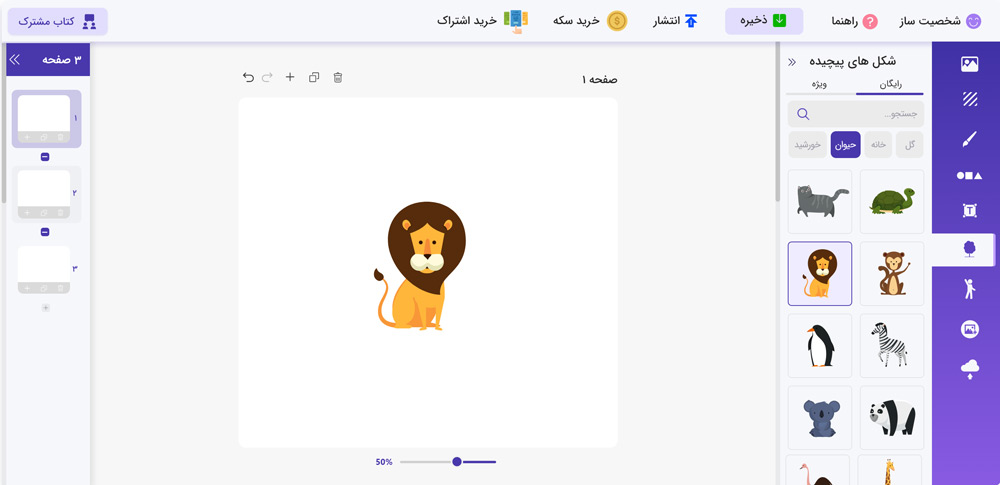 شخصیت ساز
راهنما
ذخیره
انتشار
خرید سکه
خرید اشتراک
کتاب مشترک
شکل های پیچیده
رایگان
ویژه
جستجو...
گل
خانه
حیوان
خورشید
صفحه ۱
۳ صفحه
۱
۲
۳
50%